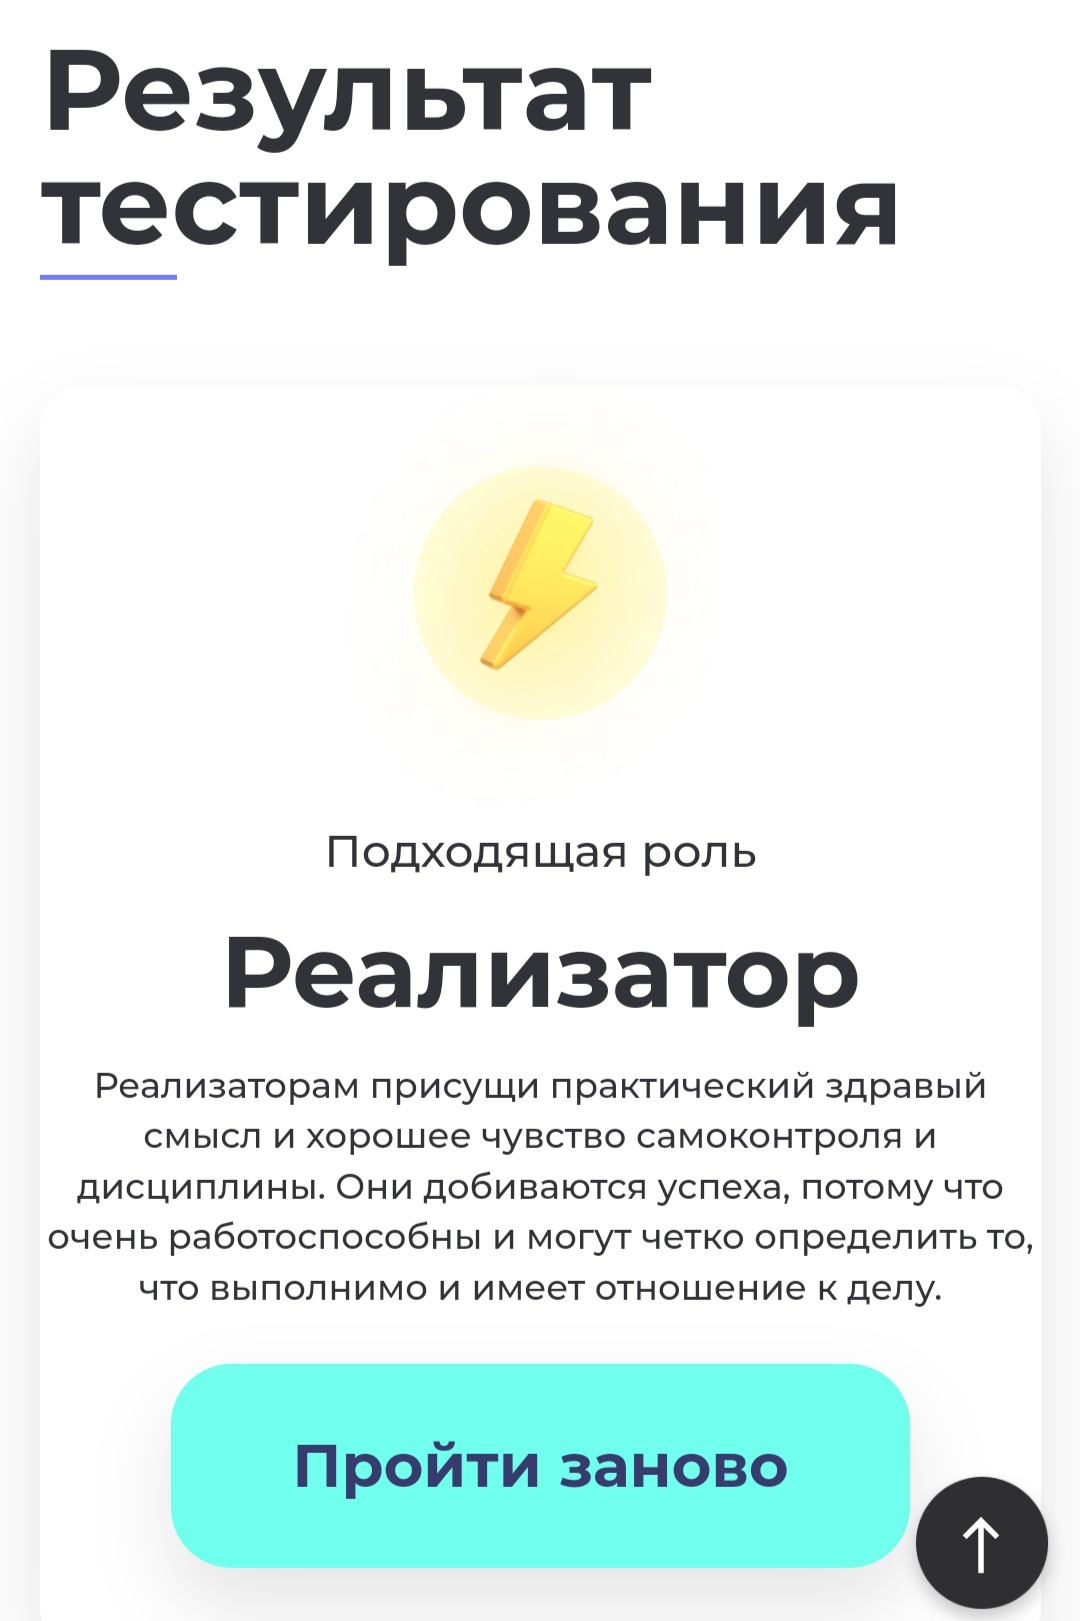 Результат
тестирования
Подходящая роль
Реализатор
Реализаторам присущи практический здравый
смысл и хорошее чувство самоконтроля и
дисциплины. Они добиваются успеха, потому что
очень работоспособны и могут четко определить то,
что выполнимо и имеет отношение к делу.
Пройти заново